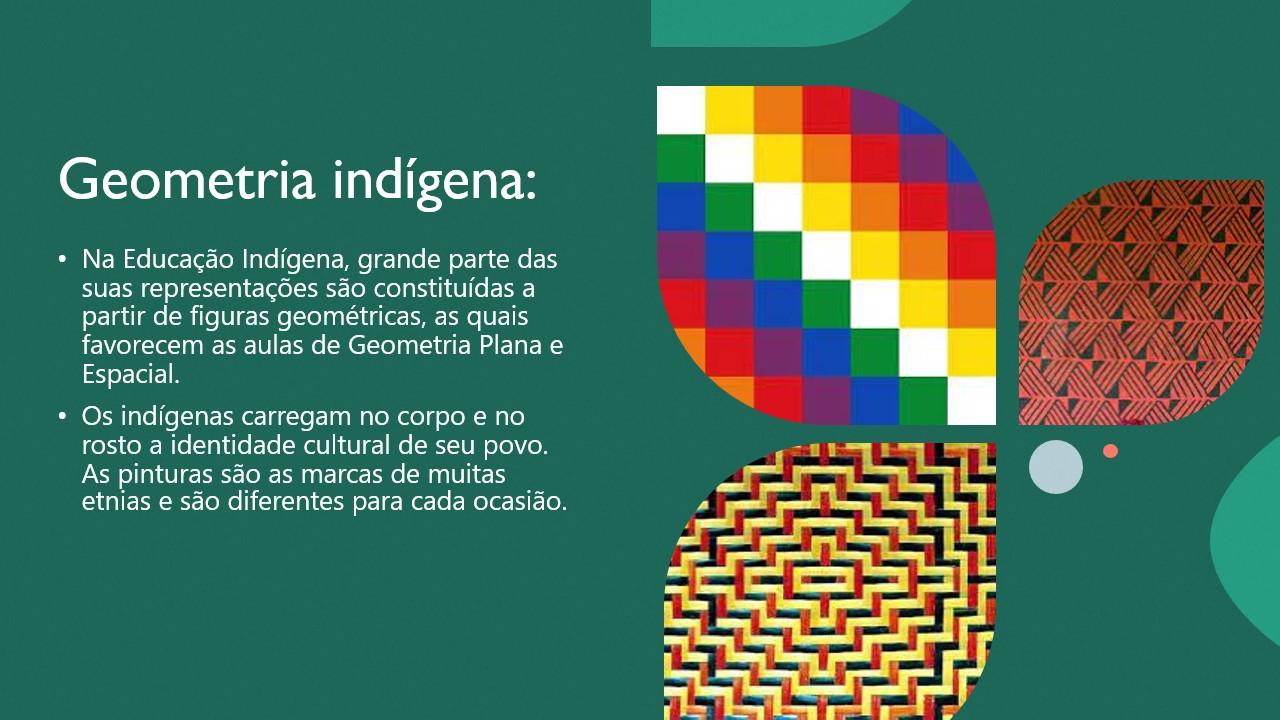 Geometria indígena:
• Na Educação Indígena, grande parte das
suas representações são constituídas a
partir de figuras geométricas, as quais
favorecem as aulas de Geometria Plana e
Espacial.
• Os indígenas carregam no corpo e no
rosto a identidade cultural de seu povo.
As pinturas são as marcas de muitas
etnias e são diferentes para cada ocasião.